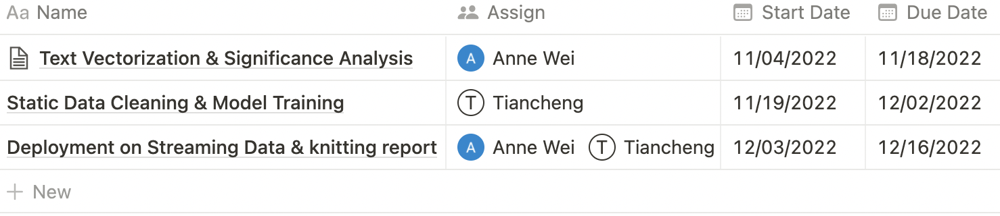 Aa Name Assign Start Date Due Date
Text Vectorization & Significance Analysis A Anne Wei 11/04/2022 11/18/2022
Static Data Cleaning & Model Training T Tiancheng 11/19/2022 12/02/2022
Deployment on Streaming Data & knitting report A Anne Wei T Tiancheng 12/03/2022 12/16/2022
+ New